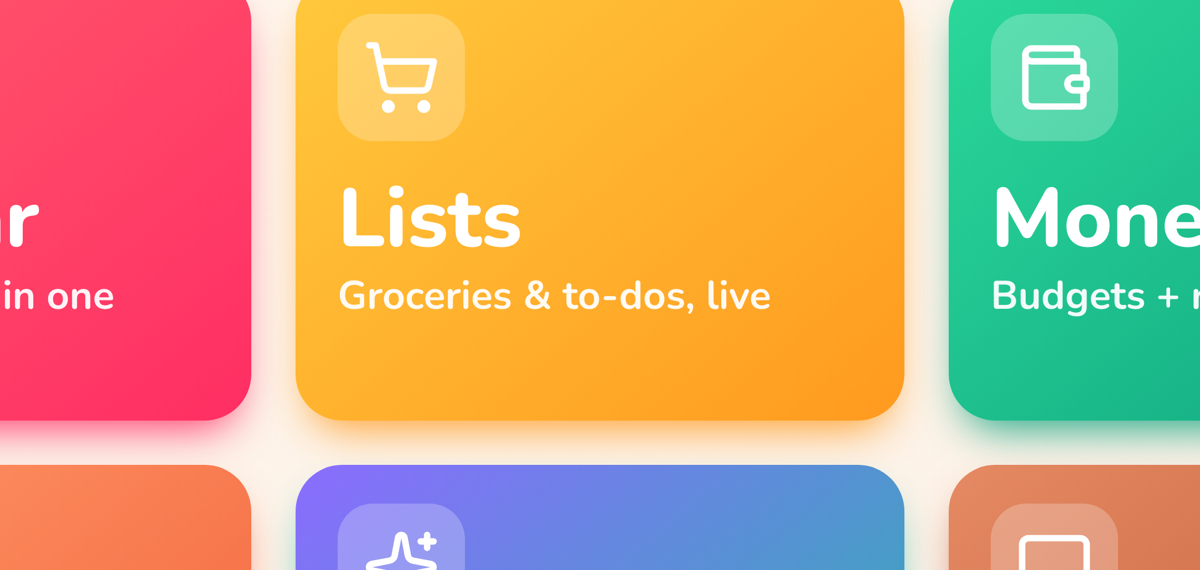 in one
Lists
Groceries & to-dos, live
Budgets +